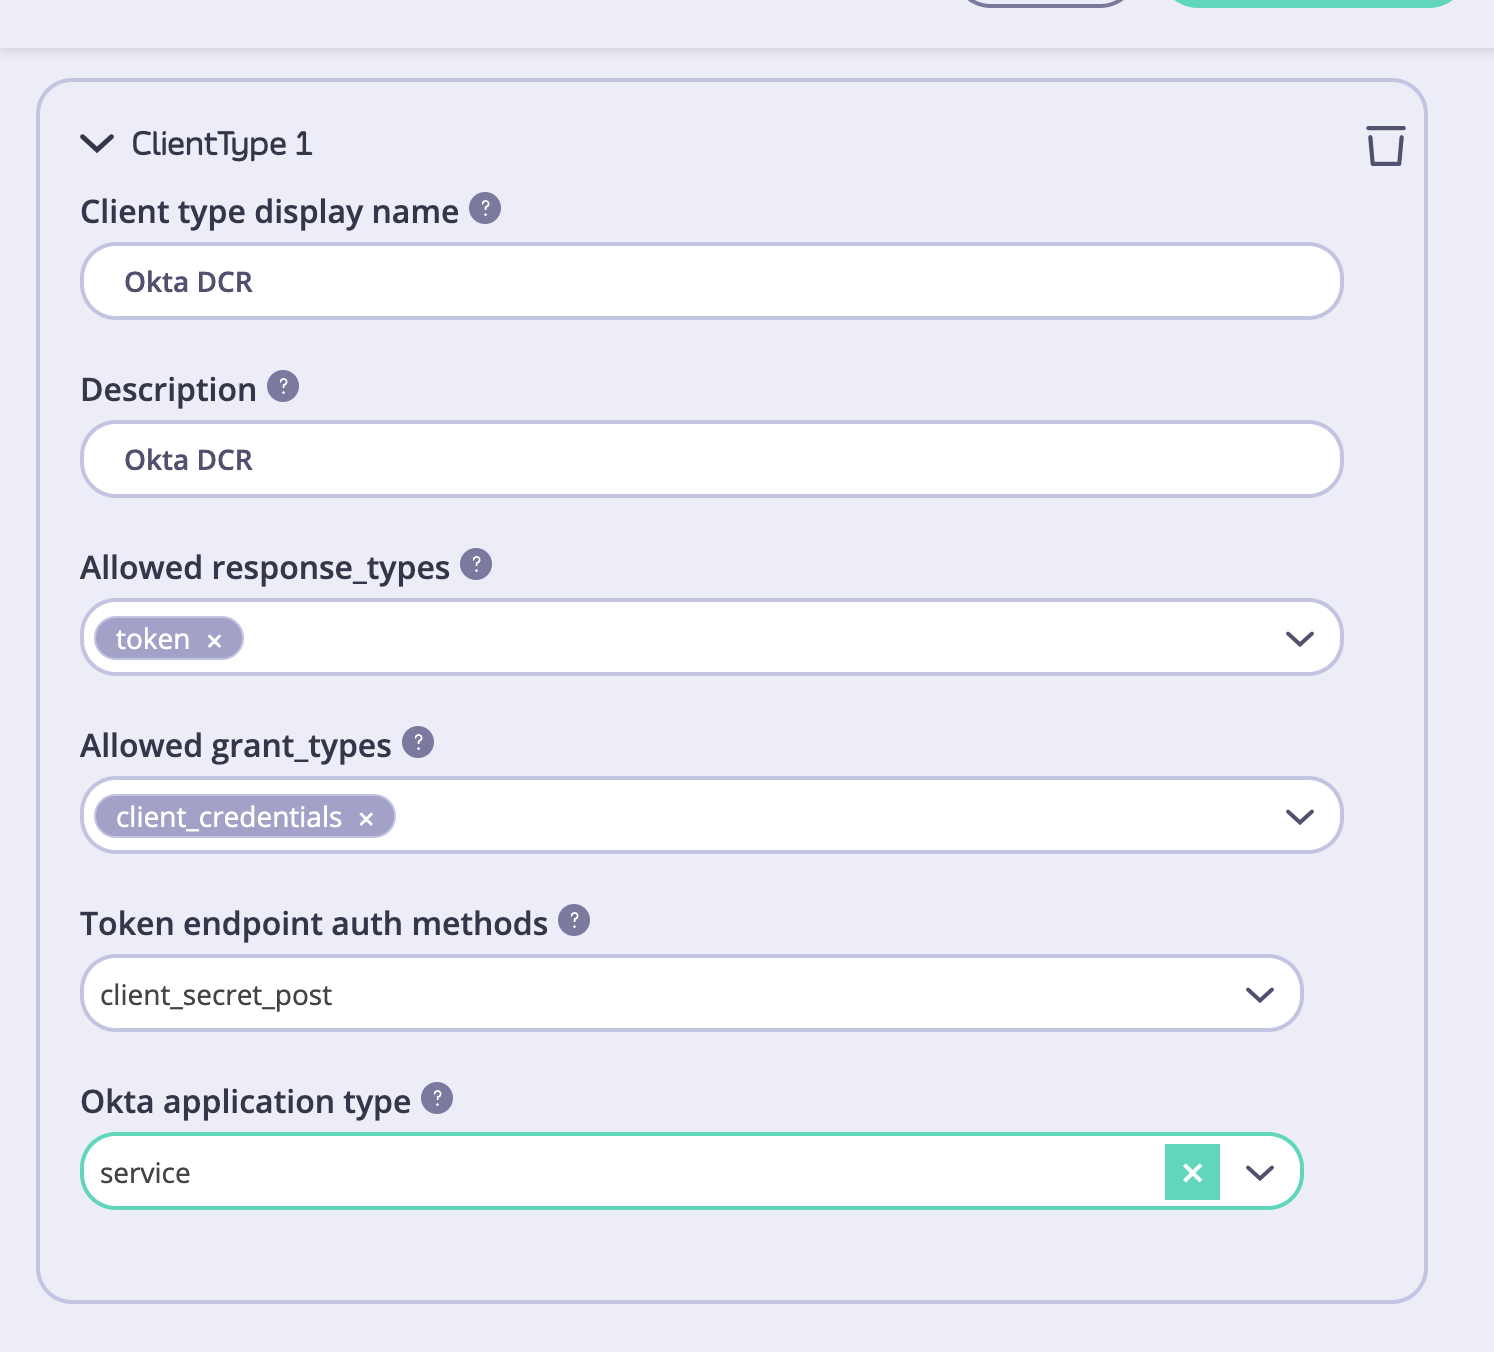 ClientType 1
Client type display name ?
Okta DCR
Description ?
Okta DCR
Allowed response_types ?
token ×
Allowed grant_types ?
client_credentials ×
Token endpoint auth methods ?
client_secret_post
Okta application type ?
service